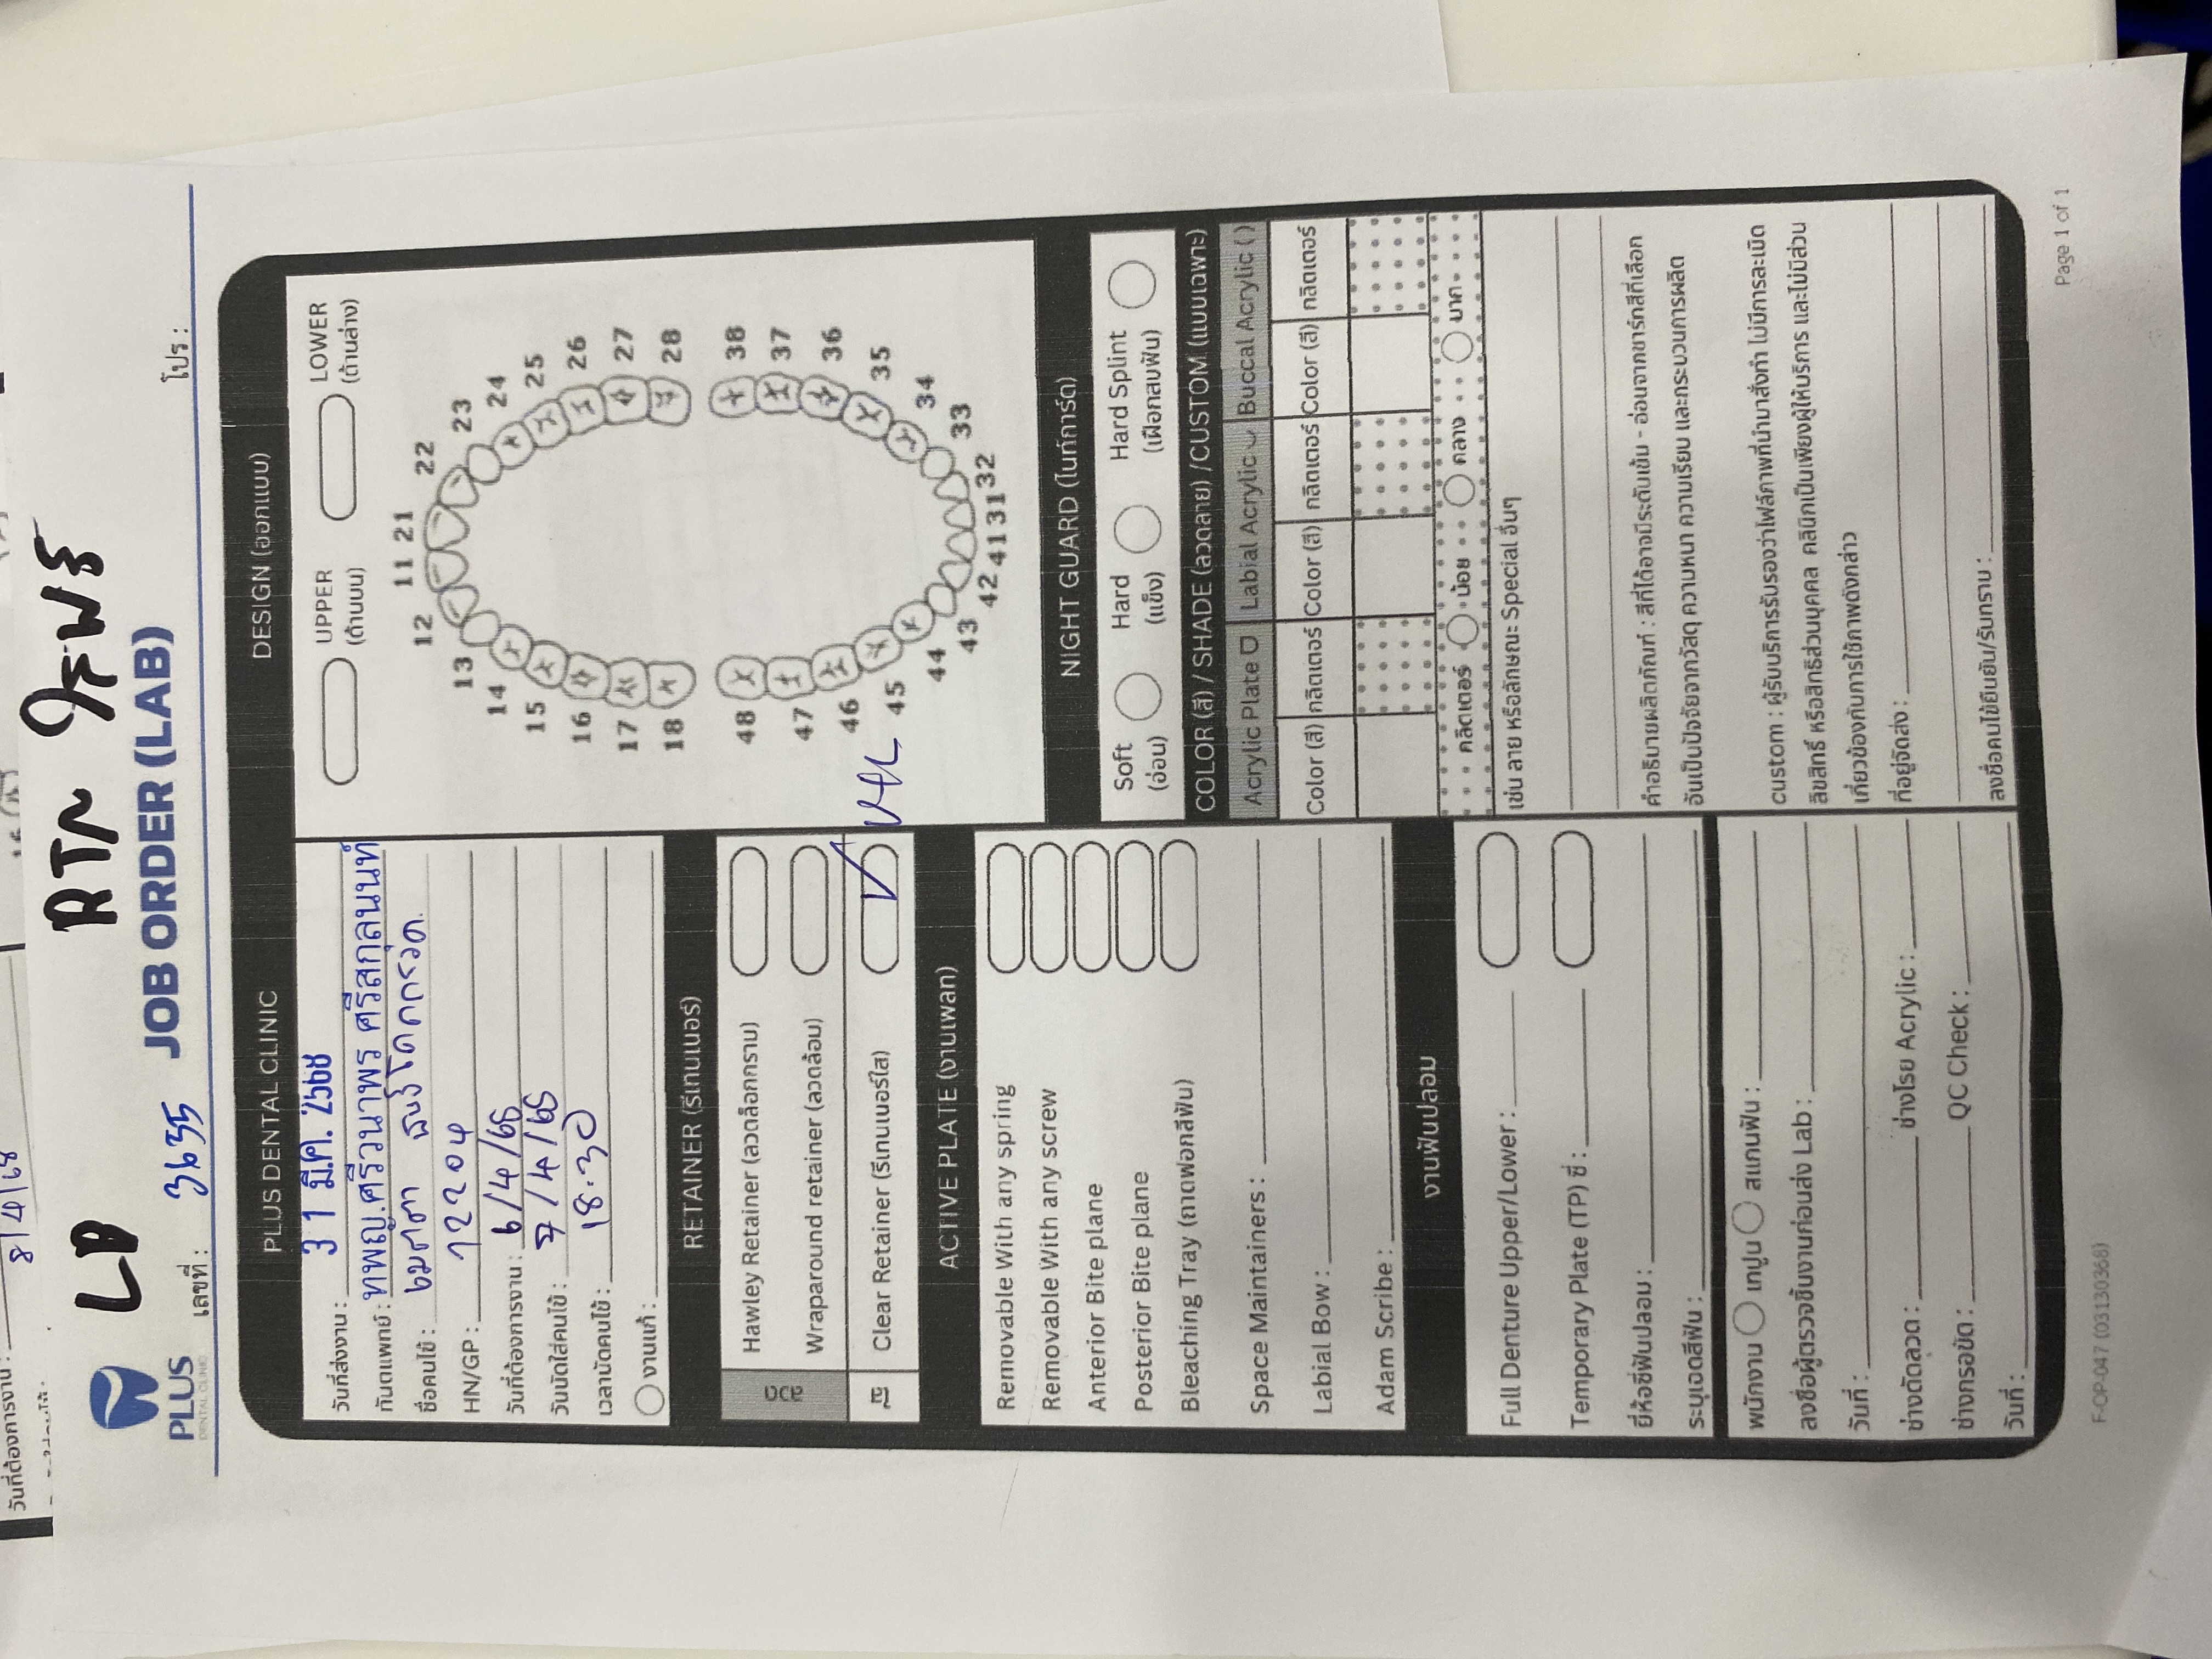 8/4/68
วันที่ต้องการงาน :
LD RTN
PLUS
DENTAL CLINIC
เลขที่ : 3635
JOB ORDER (LAB)
โปร :
PLUS DENTAL CLINIC
วันที่ส่งงาน : 31 มี.ค. 2568
ทันตแพทย์ : ทพญ.ศรีวนาพร ศรีสกุลนนท์
ชื่อคนไข้ :
HN/GP : 72204
วันที่ต้องการงาน : 6/4/68
วันนัดใส่คนไข้ : 7/4/68
เวลานัดคนไข้ : 18.30
งานแก้ :
RETAINER (รีเทนเนอร์)
Hawley Retainer (ลวดล็อกกราม)
Wraparound retainer (ลวดล้อม)
Clear Retainer (รีเทนเนอร์ใส)
ACTIVE PLATE (งานเพลท)
Removable With any spring
Removable With any screw
Anterior Bite plane
Posterior Bite plane
Bleaching Tray (ถาดฟอกสีฟัน)
Space Maintainers :
Labial Bow :
Adam Scribe :
งานฟันปลอม
Full Denture Upper/Lower :
Temporary Plate (TP) ซี่ :
ยี่ห้อซี่ฟันปลอม :
ระบุเฉดสีฟัน :
พนักงาน เทปูน สแกนฟัน :
ลงชื่อผู้ตรวจชิ้นงานก่อนส่ง Lab :
วันที่ :
ช่างดัดลวด : ช่างโรย Acrylic :
ช่างกรอขัด : QC Check :
วันที่ :
DESIGN (ออกแบบ)
UPPER
(ด้านบน)
LOWER
(ด้านล่าง)
12 11 21 22
13 23
14 24
15 25
16 26
17 27
18 28
48 38
47 37
46 36
45 35
44 34
43 33
42 41 31 32
U+L
NIGHT GUARD (ไนท์การ์ด)
Soft
(อ่อน)
Hard
(แข็ง)
Hard Splint
(เฝือกสบฟัน)
COLOR (สี) / SHADE (ลวดลาย) /CUSTOM (แบบเฉพาะ)
Acrylic Plate Labial Acrylic Buccal Acrylic ( )
Color (สี) กลิตเตอร์ Color (สี) กลิตเตอร์ Color (สี) กลิตเตอร์
กลิตเตอร์ น้อย กลาง มาก
เช่น ลาย หรือลักษณะ Special อื่นๆ
คำอธิบายผลิตภัณฑ์ : สีที่ได้อาจมีระดับเข้ม - อ่อนจากชาร์ทสีที่เลือก
อันเป็นปัจจัยจากวัสดุ ความหนา ความเรียบ และกระบวนการผลิต
custom : ผู้รับบริการรับรองว่าไฟล์ภาพที่นำมาสั่งทำ ไม่มีการละเมิด
ลิขสิทธิ์ หรือสิทธิส่วนบุคคล คลินิกเป็นเพียงผู้ให้บริการ และไม่มีส่วน
เกี่ยวข้องกับการใช้ภาพดังกล่าว
ที่อยู่จัดส่ง :
ลงชื่อคนไข้ยืนยัน/รับทราบ :
F-OP-047 (03130368)
Page 1 of 1